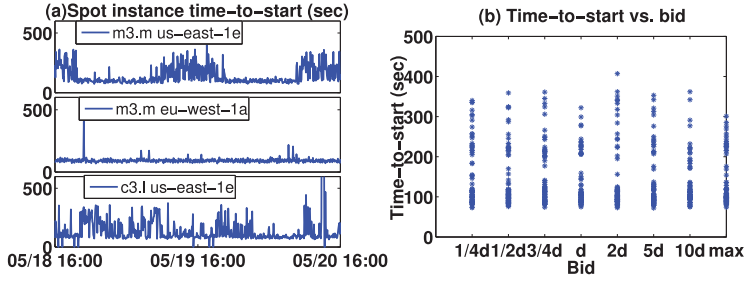 (a)Spot instance time-to-start (sec)
500
m3.m us-east-1e
0
500
m3.m eu-west-1a
0
500
c3.l us-east-1e
0
05/18 16:00 05/19 16:00 05/20 16:00
(b) Time-to-start vs. bid
Time-to-start (sec)
500
400
300
200
100
0
1/4d 1/2d 3/4d d 2d 5d 10d max
Bid